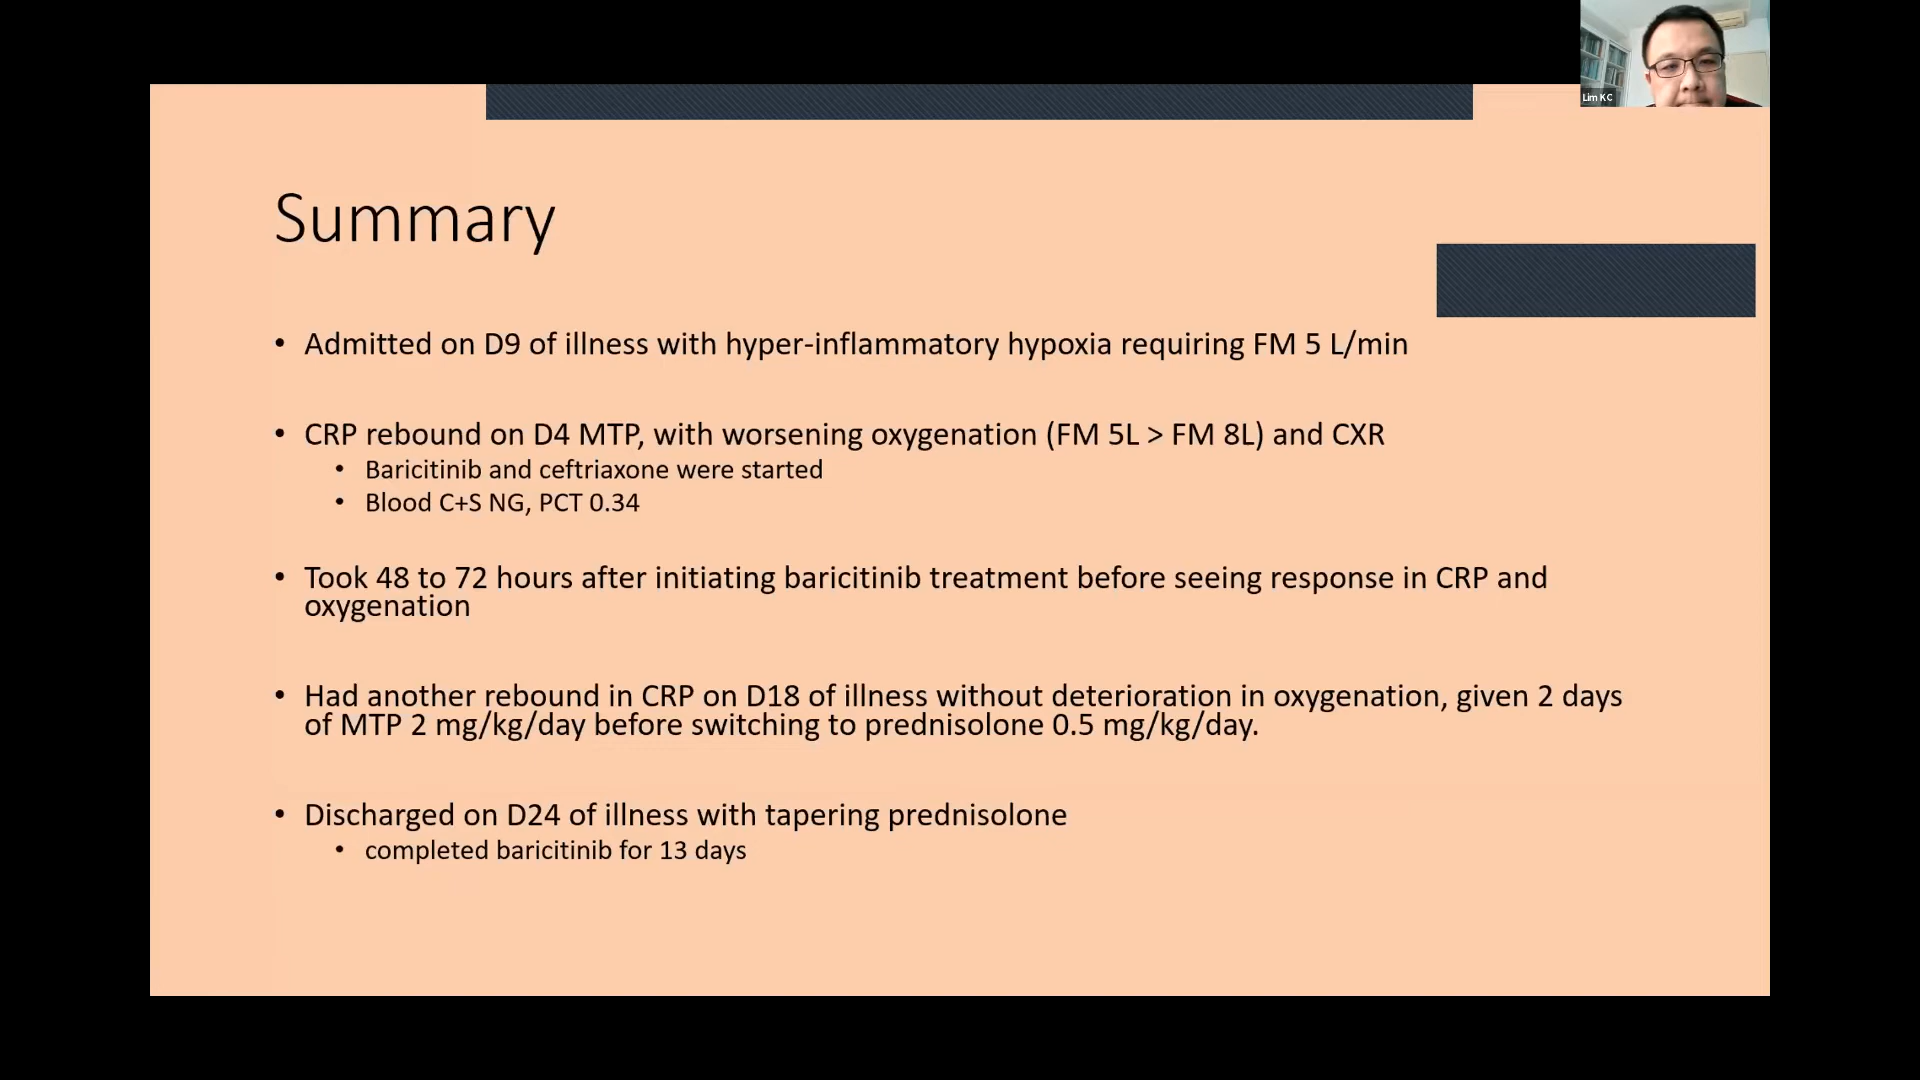 Lim KC
Summary
• Admitted on D9 of illness with hyper-inflammatory hypoxia requiring FM 5 L/min
• CRP rebound on D4 MTP, with worsening oxygenation (FM 5L > FM 8L) and CXR
• Baricitinib and ceftriaxone were started
• Blood C+S NG, PCT 0.34
• Took 48 to 72 hours after initiating baricitinib treatment before seeing response in CRP and
oxygenation
• Had another rebound in CRP on D18 of illness without deterioration in oxygenation, given 2 days
of MTP 2 mg/kg/day before switching to prednisolone 0.5 mg/kg/day.
• Discharged on D24 of illness with tapering prednisolone
• completed baricitinib for 13 days